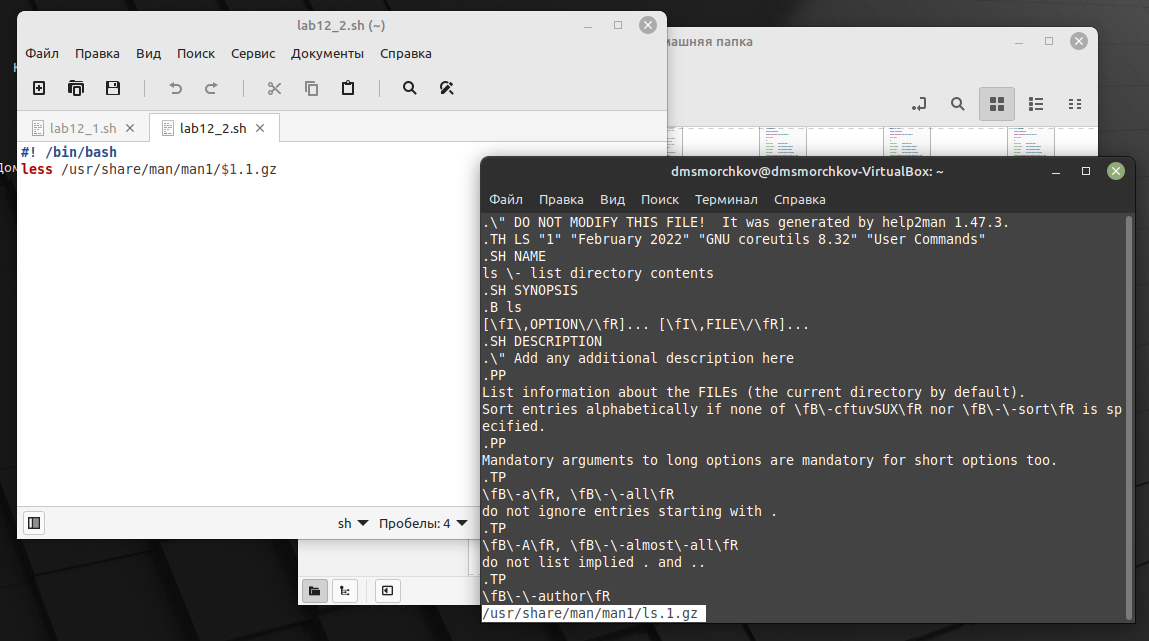 lab12_2.sh (~)
Файл Правка Вид Поиск Сервис Документы Справка
lab12_1.sh
lab12_2.sh
#! /bin/bash
less /usr/share/man/man1/$1.1.gz
sh Пробелы: 4
машняя папка
dmsmorchkov@dmsmorchkov-VirtualBox: ~
Файл Правка Вид Поиск Терминал Справка
.\" DO NOT MODIFY THIS FILE!  It was generated by help2man 1.47.3.
.TH LS "1" "February 2022" "GNU coreutils 8.32" "User Commands"
.SH NAME
ls \- list directory contents
.SH SYNOPSIS
.B ls
[\fI\,OPTION\/\fR]... [\fI\,FILE\/\fR]...
.SH DESCRIPTION
.\" Add any additional description here
.PP
List information about the FILEs (the current directory by default).
Sort entries alphabetically if none of \fB\-cftuvSUX\fR nor \fB\-\-sort\fR is sp
ecified.
.PP
Mandatory arguments to long options are mandatory for short options too.
.TP
\fB\-a\fR, \fB\-\-all\fR
do not ignore entries starting with .
.TP
\fB\-A\fR, \fB\-\-almost\-all\fR
do not list implied . and ..
.TP
\fB\-\-author\fR
/usr/share/man/man1/ls.1.gz